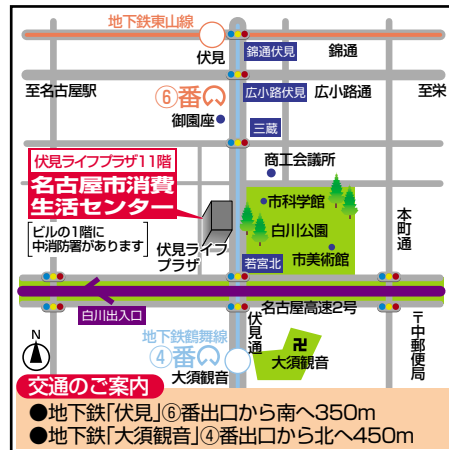 地下鉄東山線
伏見
錦通伏見
錦通
至名古屋駅
⑥番
広小路伏見
広小路通
至栄
御園座
三蔵
伏見ライフプラザ11階
名古屋市消費
生活センター
ビルの1階に
中消防署があります
商工会議所
市科学館
白川公園
市美術館
伏見ライフ
プラザ
若宮北
本町通
白川出入口
名古屋高速2号
伏見通
地下鉄鶴舞線
④番
大須観音
卍
大須観音
〒中郵便局
N
交通のご案内
●地下鉄「伏見」⑥番出口から南へ350m
●地下鉄「大須観音」④番出口から北へ450m